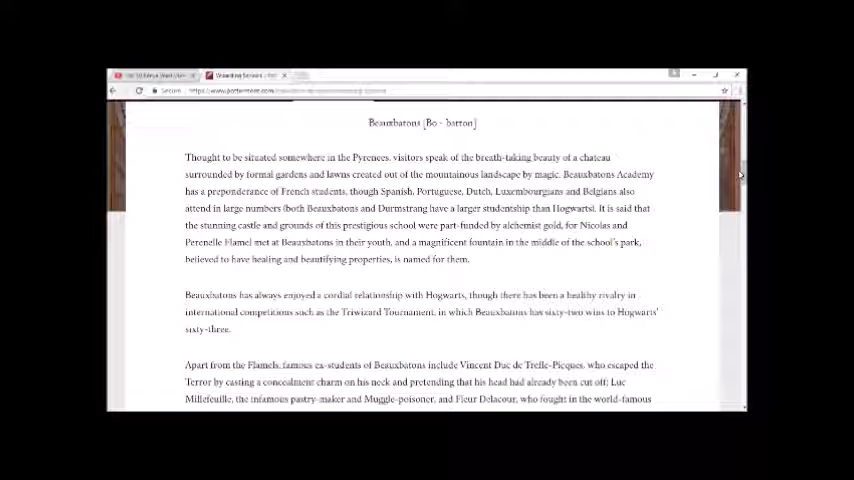 Secure
Beauxbatons [Bo - batton]
Thought to be situated somewhere in the Pyrenees, visitors speak of the breath-taking beauty of a chateau
surrounded by formal gardens and lawns created out of the mountainous landscape by magic. Beauxbatons Academy
has a preponderance of French students, though Spanish, Portuguese, Dutch, Luxembourgians and Belgians also
attend in large numbers (both Beauxbatons and Durmstrang have a larger studentship than Hogwarts). It is said that
the stunning castle and grounds of this prestigious school were part-funded by alchemist gold, for Nicolas and
Perenelle Flamel met at Beauxbatons in their youth, and a magnificent fountain in the middle of the school's park,
believed to have healing and beautifying properties, is named for them.
Beauxbatons has always enjoyed a cordial relationship with Hogwarts, though there has been a healthy rivalry in
international competitions such as the Triwizard Tournament, in which Beauxbatons has sixty-two wins to Hogwarts'
sixty-three.
Apart from the Flamels, famous ex-students of Beauxbatons include Vincent Duc de Trefle-Picques, who escaped the
Terror by casting a concealment charm on his neck and pretending that his head had already been cut off; Luc
Millefeuille, the infamous pastry-maker and Muggle-poisoner, and Fleur Delacour, who fought in the world-famous